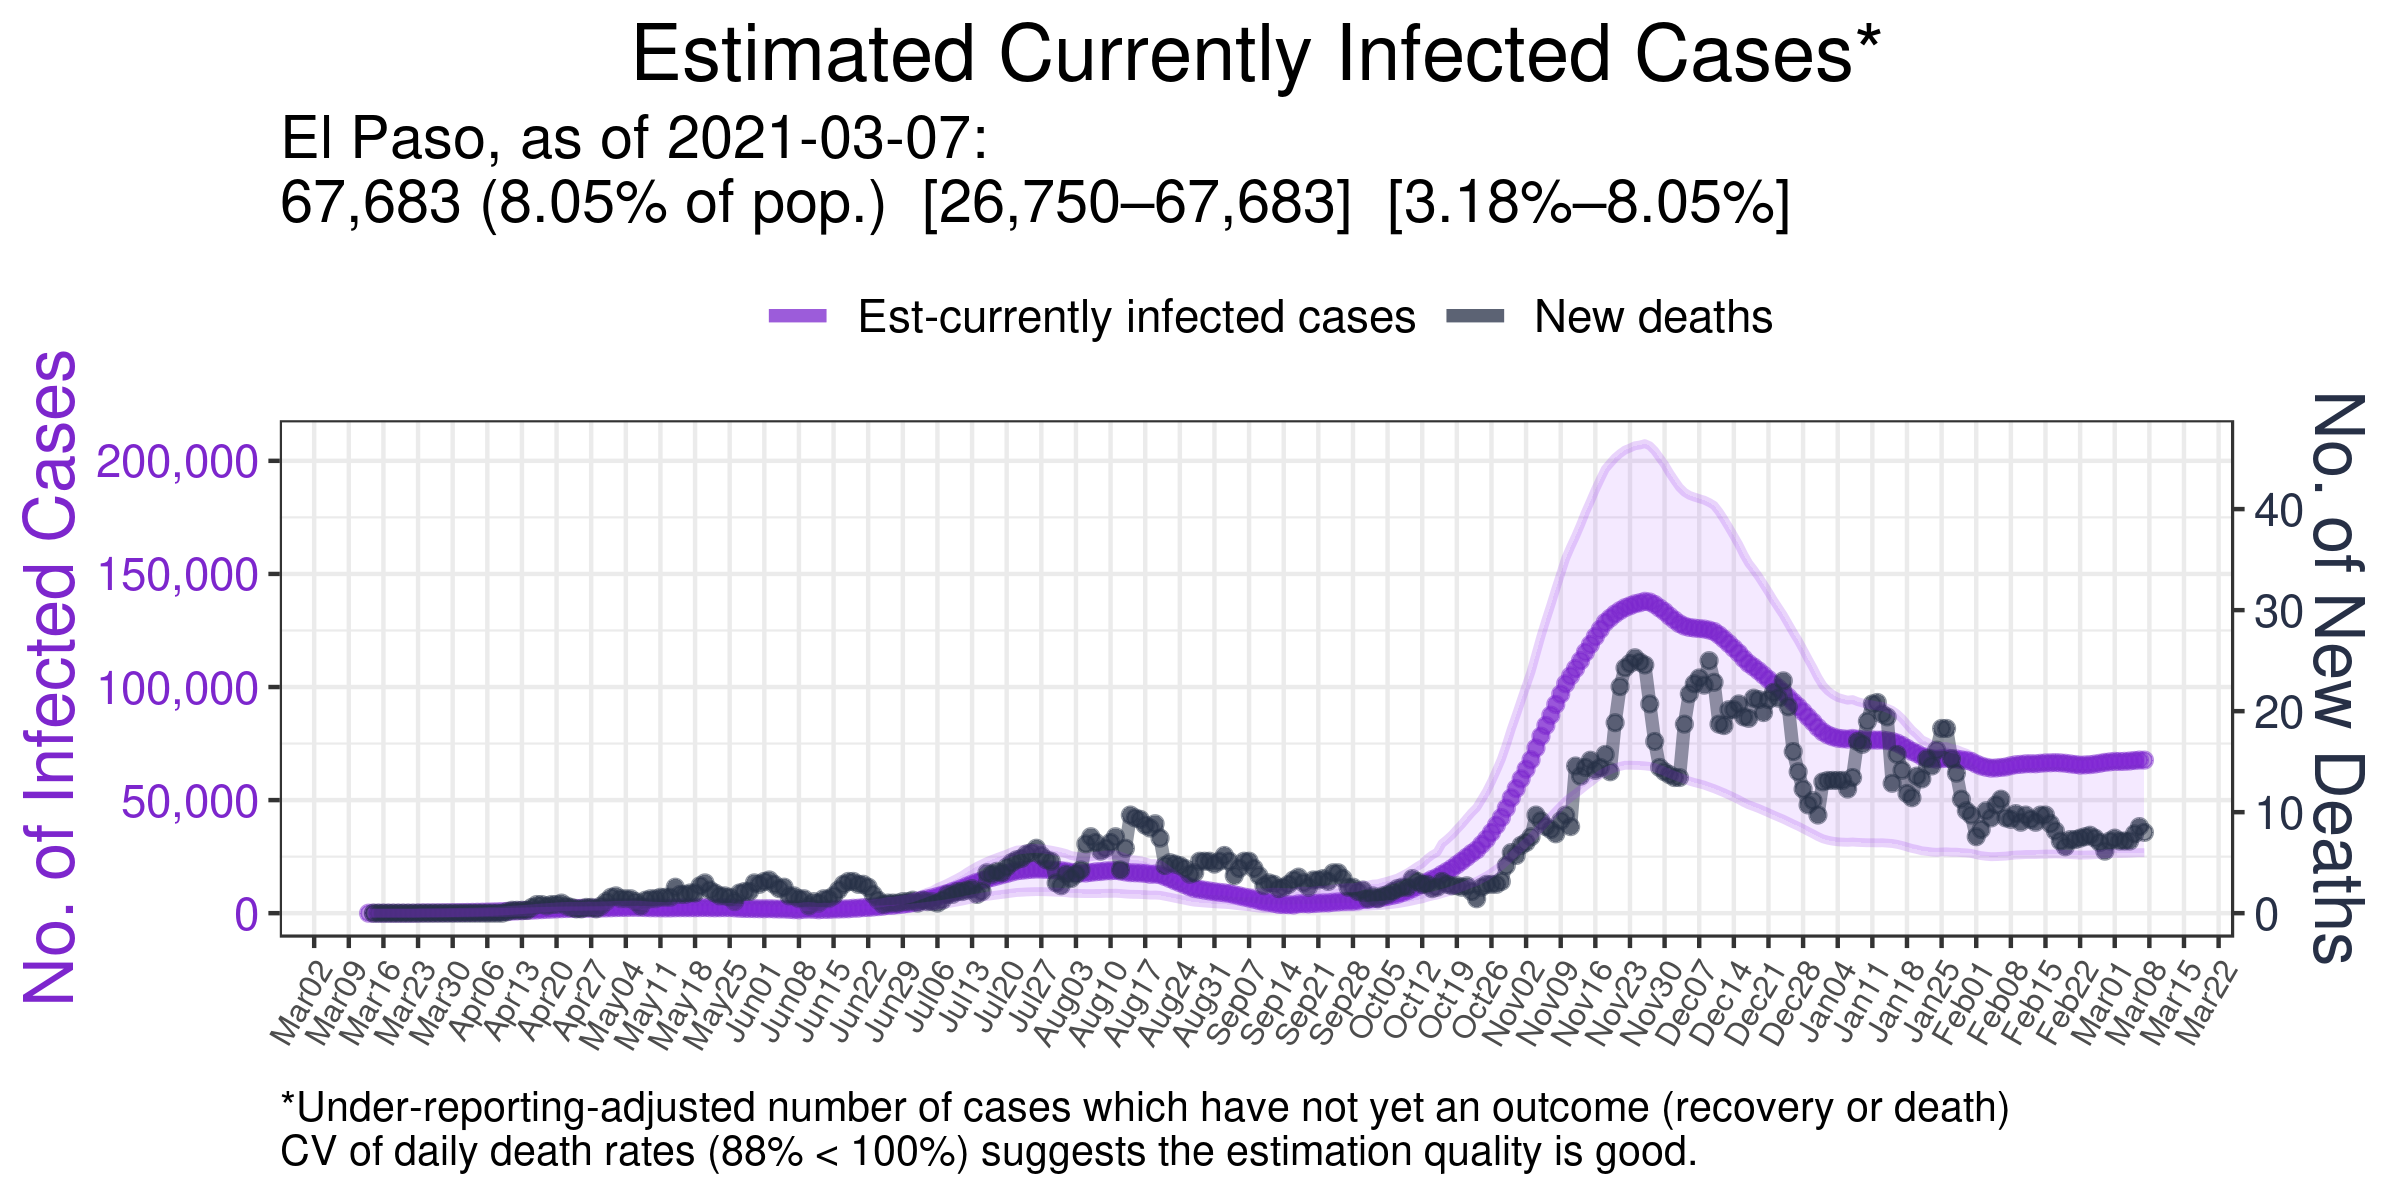 Estimated Currently Infected Cases*
El Paso, as of 2021-03-07:
67,683 (8.05% of pop.) [26,750–67,683] [3.18%–8.05%]
Est-currently infected cases
New deaths
No. of Infected Cases
200,000
150,000
100,000
50,000
0
40
30
20
10
0
No. of New Deaths
Mar02
Mar09
Mar16
Mar23
Mar30
Apr06
Apr13
Apr20
Apr27
May04
May11
May18
May25
Jun01
Jun08
Jun15
Jun22
Jun29
Jul06
Jul13
Jul20
Jul27
Aug03
Aug10
Aug17
Aug24
Aug31
Sep07
Sep14
Sep21
Sep28
Oct05
Oct12
Oct19
Oct26
Nov02
Nov09
Nov16
Nov23
Nov30
Dec07
Dec14
Dec21
Dec28
Jan04
Jan11
Jan18
Jan25
Feb01
Feb08
Feb15
Feb22
Mar01
Mar08
Mar15
Mar22
*Under-reporting-adjusted number of cases which have not yet an outcome (recovery or death)
CV of daily death rates (88% < 100%) suggests the estimation quality is good.